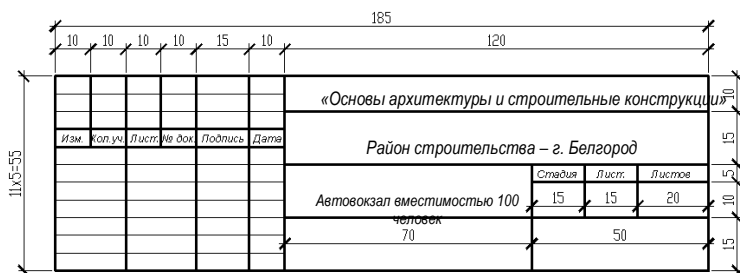 185
10 10 10 10 15 10 120
«Основы архитектуры и строительные конструкции»
10
Изм. Кол.уч. Лист. № док. Подпись Дата
Район строительства – г. Белгород
15
11х5=55
Стадия Лист. Листов
5
Автовокзал вместимостью 100
человек
15 15 20
10
70 50
15